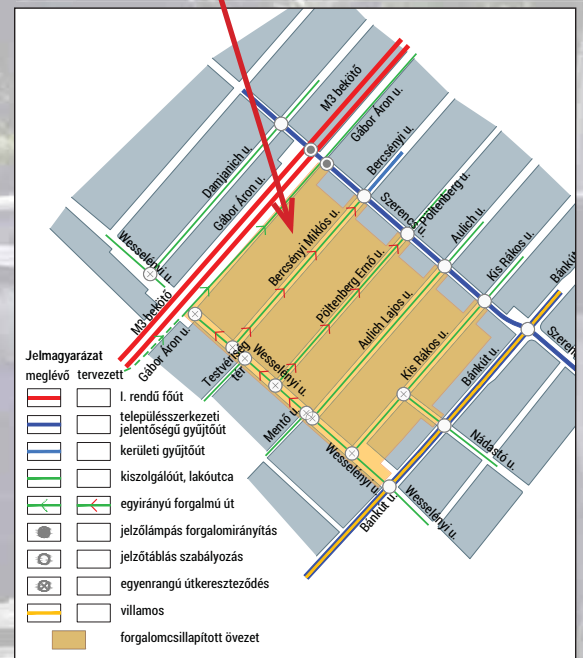 M3 bekötő
Gábor Áron u.
Bercsényi u.
Damjanich u.
Gábor Áron u.
Szerencs u.
Pöltenberg u.
Aulich u.
Kis Rákos u.
Bánkút u.
Wesselényi u.
Bercsényi Miklós u.
Pöltenberg Ernő u.
Aulich Lajos u.
M3 bekötő
Gábor Áron u.
Testvériség
tér
Wesselényi u.
Kis Rákos u.
Bánkút u.
Szerencs
Mentő u.
Wesselényi u.
Nádastó u.
Bánkút u.
Wesselényi u.
Jelmagyarázat
meglévő tervezett
I. rendű főút
településszerkezeti
jelentőségű gyűjtőút
kerületi gyűjtőút
kiszolgálóút, lakóutca
egyirányú forgalmú út
jelzőlámpás forgalomirányítás
jelzőtáblás szabályozás
egyenrangú útkereszteződés
villamos
forgalomcsillapított övezet